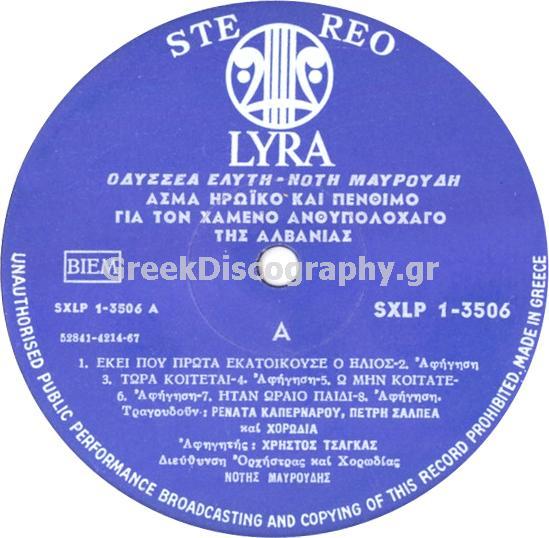 STEREO
LYRA
ΟΔΥΣΣΕΑ ΕΛΥΤΗ - ΝΟΤΗ ΜΑΥΡΟΥΔΗ
ΑΣΜΑ ΗΡΩΪΚΟ ΚΑΙ ΠΕΝΘΙΜΟ
ΓΙΑ ΤΟΝ ΧΑΜΕΝΟ ΑΝΘΥΠΟΛΟΧΑΓΟ
ΤΗΣ ΑΛΒΑΝΙΑΣ
BIEM
GreekDiscography.gr
SXLP 1-3506 A
SXLP 1-3506
52841-4214-67
A
1. ΕΚΕΙ ΠΟΥ ΠΡΩΤΑ ΕΚΑΤΟΙΚΟΥΣΕ Ο ΗΛΙΟΣ-2. Ἀφήγηση
3. ΤΩΡΑ ΚΟΙΤΕΤΑΙ-4. Ἀφήγηση-5. Ω ΜΗΝ ΚΟΙΤΑΤΕ-
6. Ἀφήγηση-7. ΗΤΑΝ ΩΡΑΙΟ ΠΑΙΔΙ-8. Ἀφήγηση.
Τραγουδοῦν: ΡΕΝΑΤΑ ΚΑΠΕΡΝΑΡΟΥ, ΠΕΤΡΗ ΣΑΛΠΕΑ
καί ΧΟΡΩΔΙΑ
Ἀφηγητής: ΧΡΗΣΤΟΣ ΤΣΑΓΚΑΣ
Διεύθυνση Ὀρχήστρας καί Χορωδίας
ΝΟΤΗΣ ΜΑΥΡΟΥΔΗΣ
UNAUTHORISED PUBLIC PERFORMANCE BROADCASTING AND COPYING OF THIS RECORD PROHIBITED. MADE IN GREECE